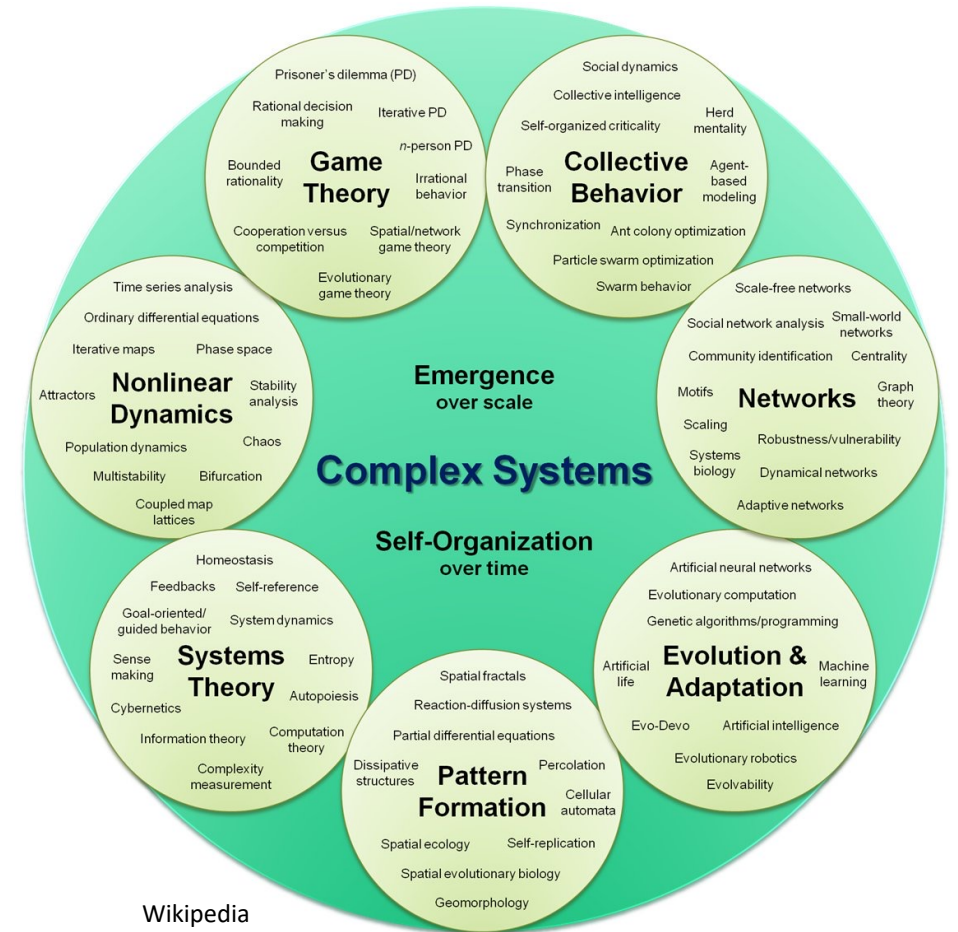 Prisoner's dilemma (PD)
Rational decision
making
Iterative PD
n-person PD
Bounded
rationality
Game
Theory
Irrational
behavior
Cooperation versus
competition
Spatial/network
game theory
Evolutionary
game theory
Social dynamics
Collective intelligence
Herd
mentality
Self-organized criticality
Phase
transition
Collective
Behavior
Agent-
based
modeling
Synchronization
Ant colony optimization
Particle swarm optimization
Swarm behavior
Time series analysis
Ordinary differential equations
Iterative maps
Phase space
Attractors
Nonlinear
Dynamics
Stability
analysis
Population dynamics
Chaos
Multistability
Bifurcation
Coupled map
lattices
Emergence
over scale
Complex Systems
Self-Organization
over time
Scale-free networks
Social network analysis
Small-world
networks
Community identification
Centrality
Motifs
Networks
Graph
theory
Scaling
Robustness/vulnerability
Systems
biology
Dynamical networks
Adaptive networks
Homeostasis
Feedbacks
Self-reference
Goal-oriented/
guided behavior
System dynamics
Sense
making
Systems
Theory
Entropy
Autopoiesis
Cybernetics
Information theory
Computation
theory
Complexity
measurement
Spatial fractals
Reaction-diffusion systems
Partial differential equations
Dissipative
structures
Pattern
Formation
Percolation
Cellular
automata
Spatial ecology
Self-replication
Spatial evolutionary biology
Geomorphology
Artificial neural networks
Evolutionary computation
Genetic algorithms/programming
Artificial
life
Evolution &
Adaptation
Machine
learning
Evo-Devo
Artificial intelligence
Evolutionary robotics
Evolvability
Wikipedia